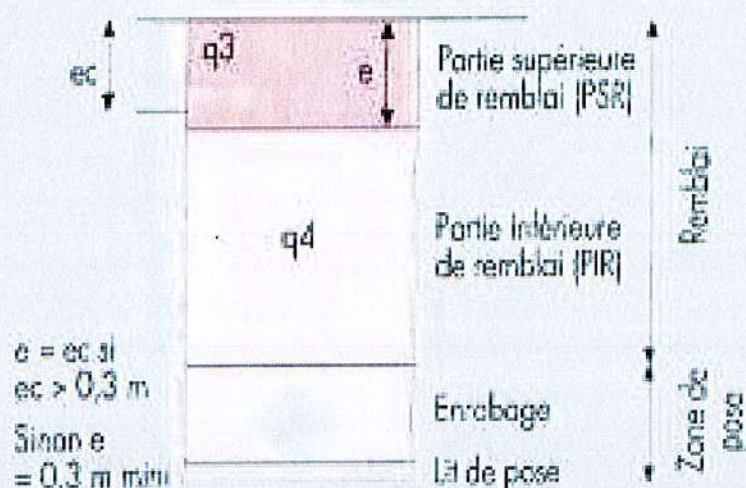 ec
q3
e
Partie supérieure
de remblai (PSR)
Remblai
q4
Partie inférieure
de remblai (PIR)
e = ec si
ec > 0,3 m
Sinon e
= 0,3 m mini
Enrobage
Lit de pose
Zone de
pose